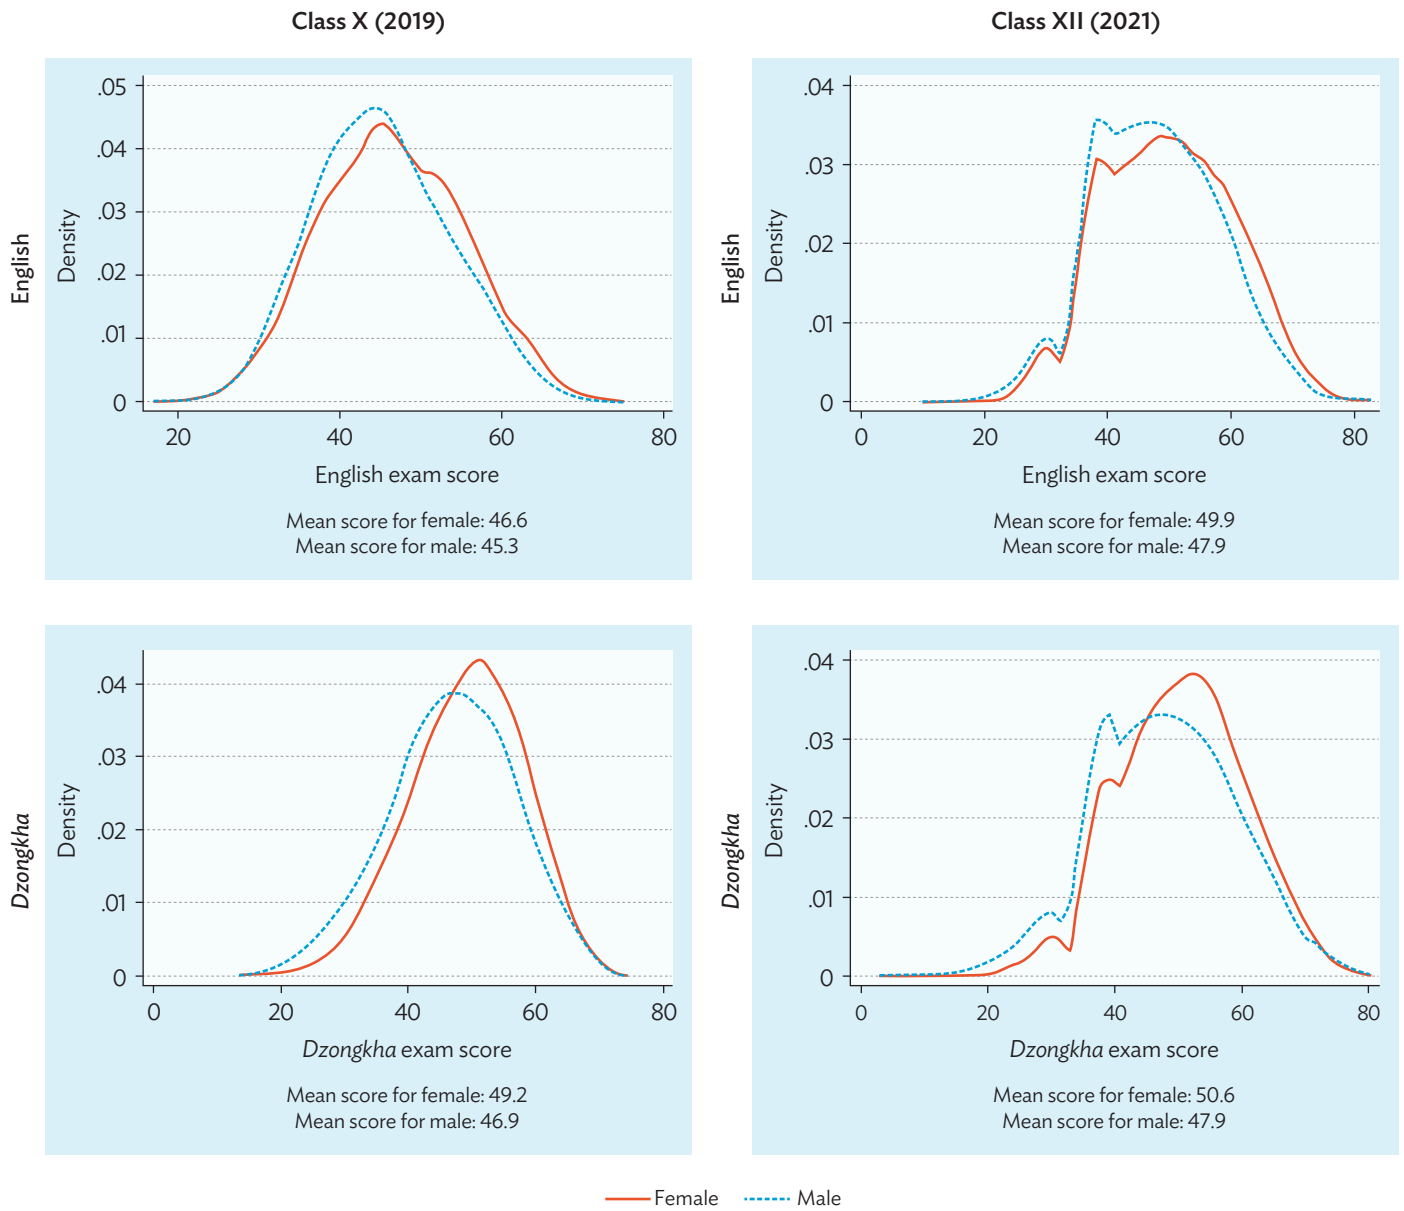 Class X (2019)
Class XII (2021)
English
Density
.05
.04
.03
.02
.01
0
20
40
60
80
English exam score
Mean score for female: 46.6
Mean score for male: 45.3
English
Density
.04
.03
.02
.01
0
0
20
40
60
80
English exam score
Mean score for female: 49.9
Mean score for male: 47.9
Dzongkha
Density
.04
.03
.02
.01
0
0
20
40
60
80
Dzongkha exam score
Mean score for female: 49.2
Mean score for male: 46.9
Dzongkha
Density
.04
.03
.02
.01
0
0
20
40
60
80
Dzongkha exam score
Mean score for female: 50.6
Mean score for male: 47.9
Female
Male